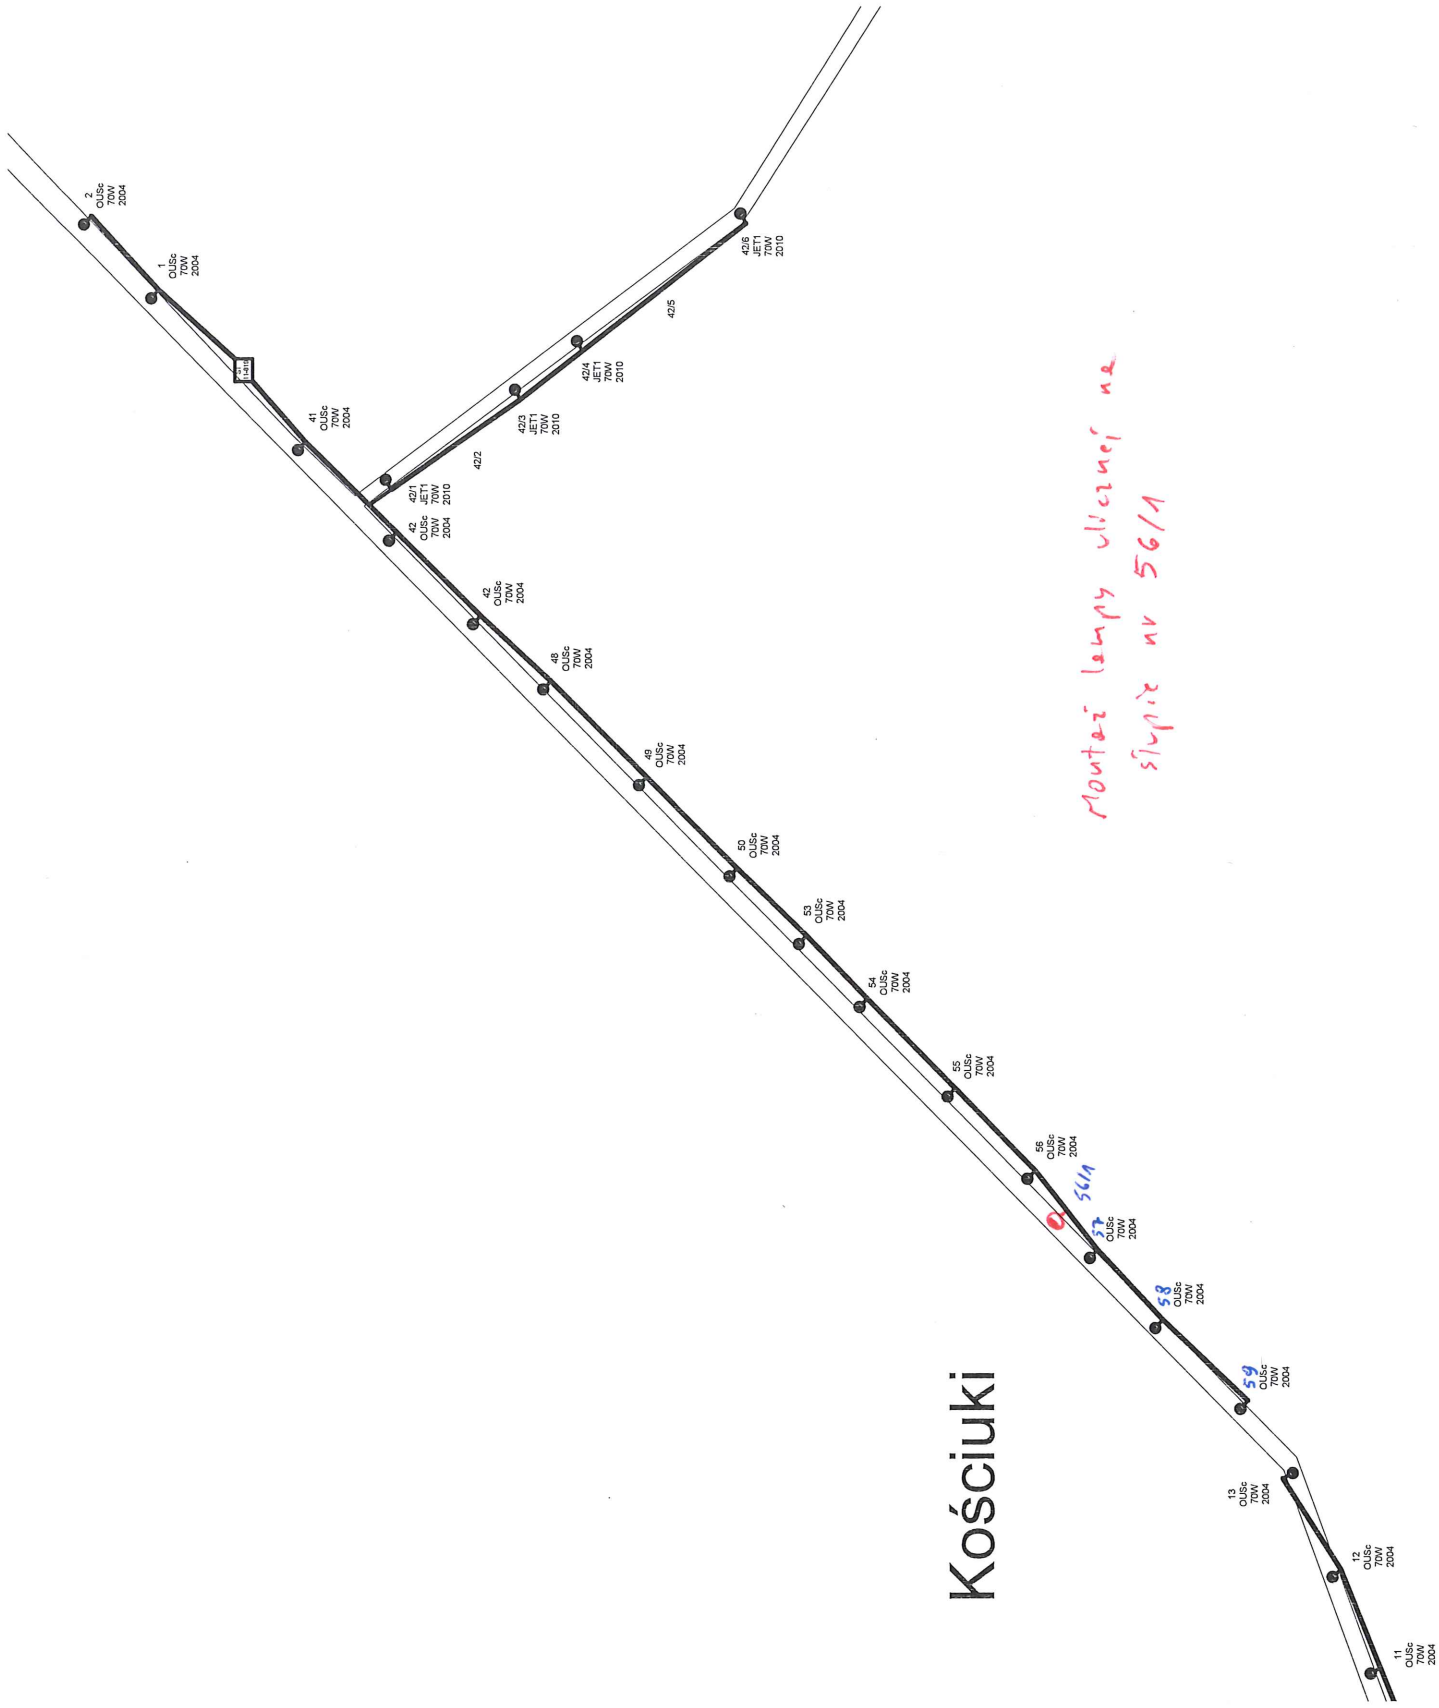 2
OUSc
70W
2004
1
OUSc
70W
2004
41
OUSc
70W
2004
42/1
JET1
70W
2010
42/2
42/3
JET1
70W
2010
42/4
JET1
70W
2010
42/5
42/6
JET1
70W
2010
42
OUSc
70W
2004
42
OUSc
70W
2004
48
OUSc
70W
2004
49
OUSc
70W
2004
50
OUSc
70W
2004
53
OUSc
70W
2004
54
OUSc
70W
2004
55
OUSc
70W
2004
56
OUSc
70W
2004
56/1
57
OUSc
70W
2004
58
OUSc
70W
2004
59
OUSc
70W
2004
13
OUSc
70W
2004
12
OUSc
70W
2004
11
OUSc
70W
2004
Montaż lampy ulicznej na
słupie nr 56/1
Kościuki